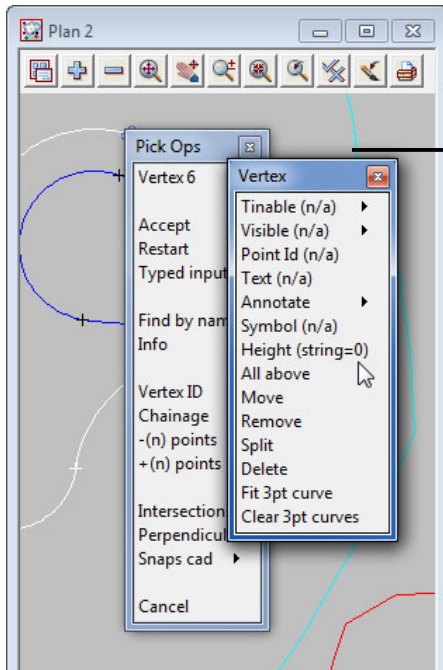 Plan 2
Pick Ops
Vertex 6
Accept
Restart
Typed input
Find by nam
Info
Vertex ID
Chainage
-(n) points
+(n) points
Intersection
Perpendicul
Snaps cad
Cancel
Vertex
Tinable (n/a)
Visible (n/a)
Point Id (n/a)
Text (n/a)
Annotate
Symbol (n/a)
Height (string=0)
All above
Move
Remove
Split
Delete
Fit 3pt curve
Clear 3pt curves